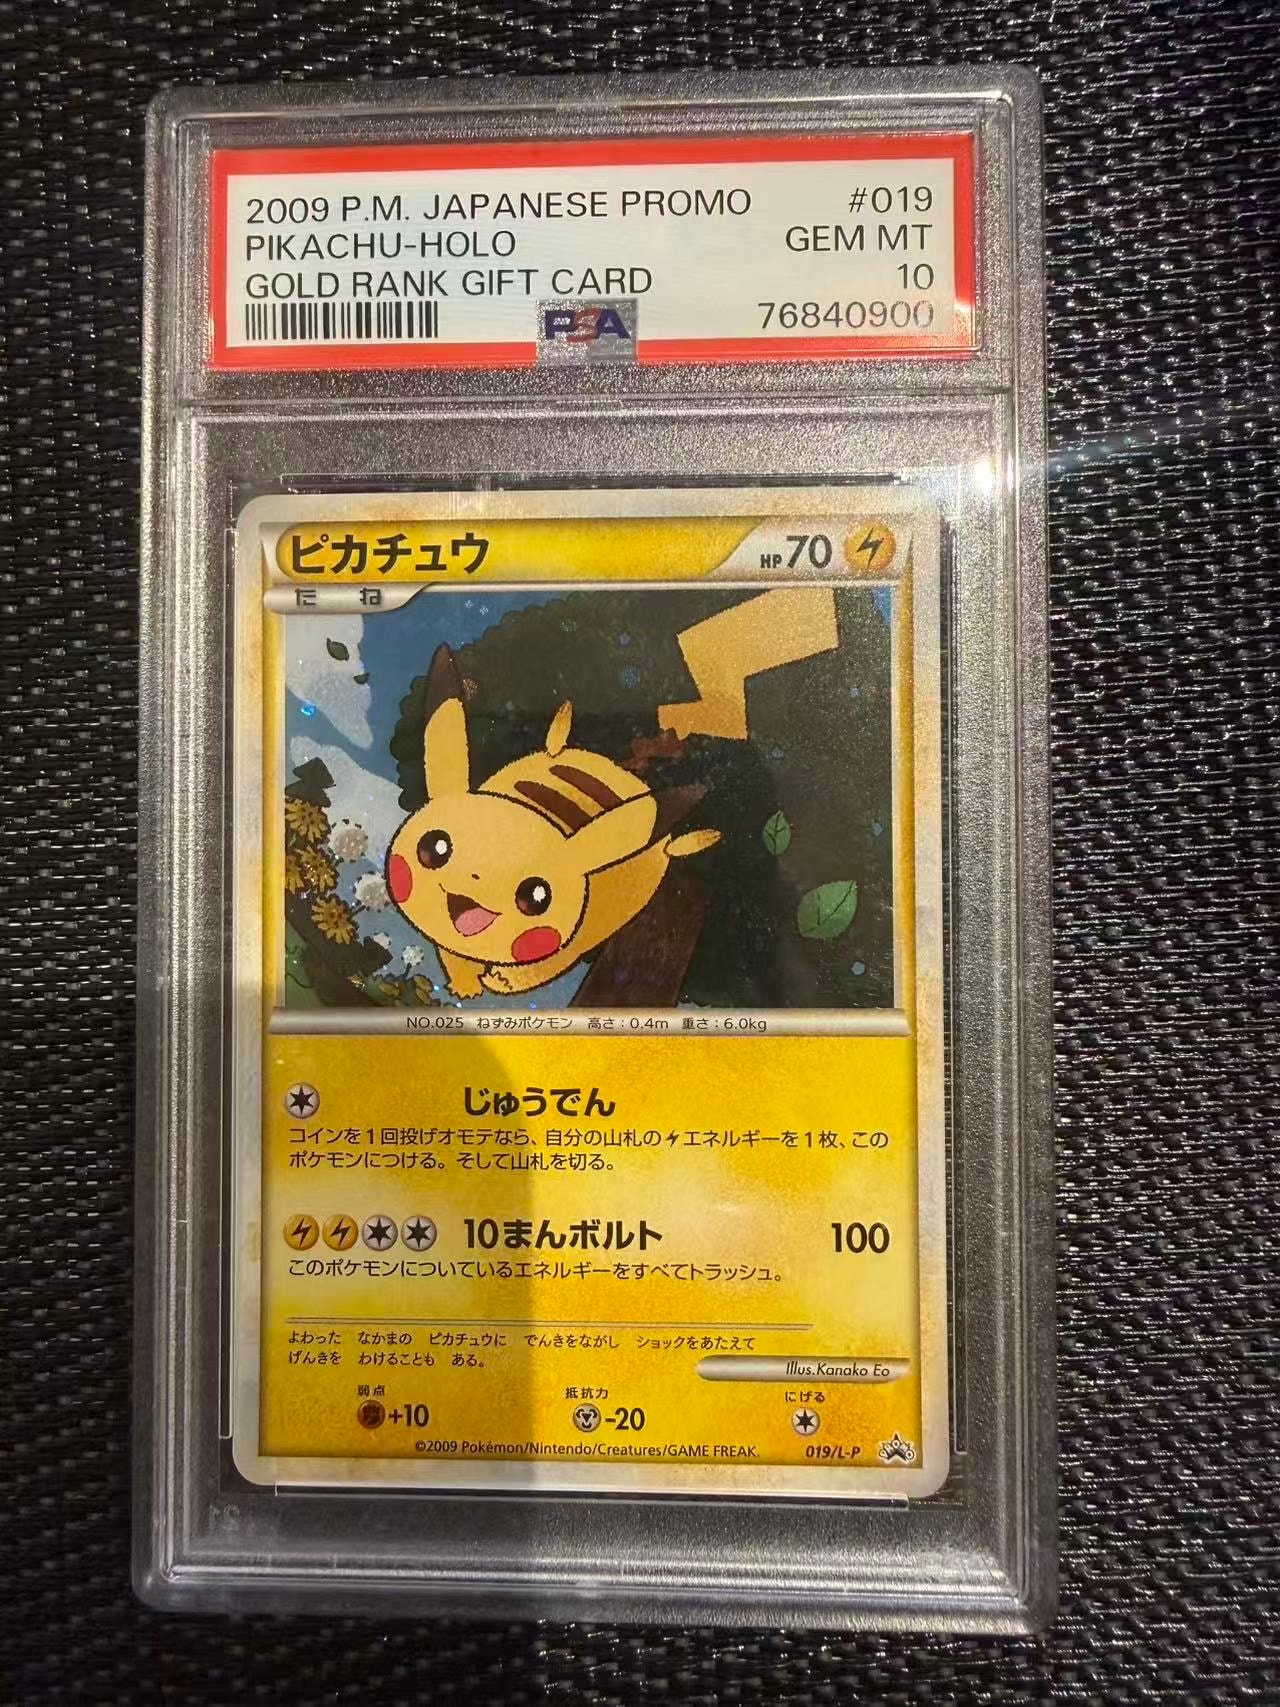 2009 P.M. JAPANESE PROMO #019
PIKACHU-HOLO GEM MT
GOLD RANK GIFT CARD 10
PSA 76840900
ピカチュウ HP70
たね
NO.025 ねずみポケモン 高さ:0.4m 重さ:6.0kg
じゅうでん
コインを1回投げオモテなら、自分の山札のエネルギーを1枚、この
ポケモンにつける。そして山札を切る。
10まんボルト 100
このポケモンについているエネルギーをすべてトラッシュ。
よわった なかまの ピカチュウに でんきをながし ショックをあたえて
げんきを わけることも ある。
Illus.Kanako Eo
弱点 抵抗力 にげる
+10 -20
©2009 Pokémon/Nintendo/Creatures/GAME FREAK. 019/L-P